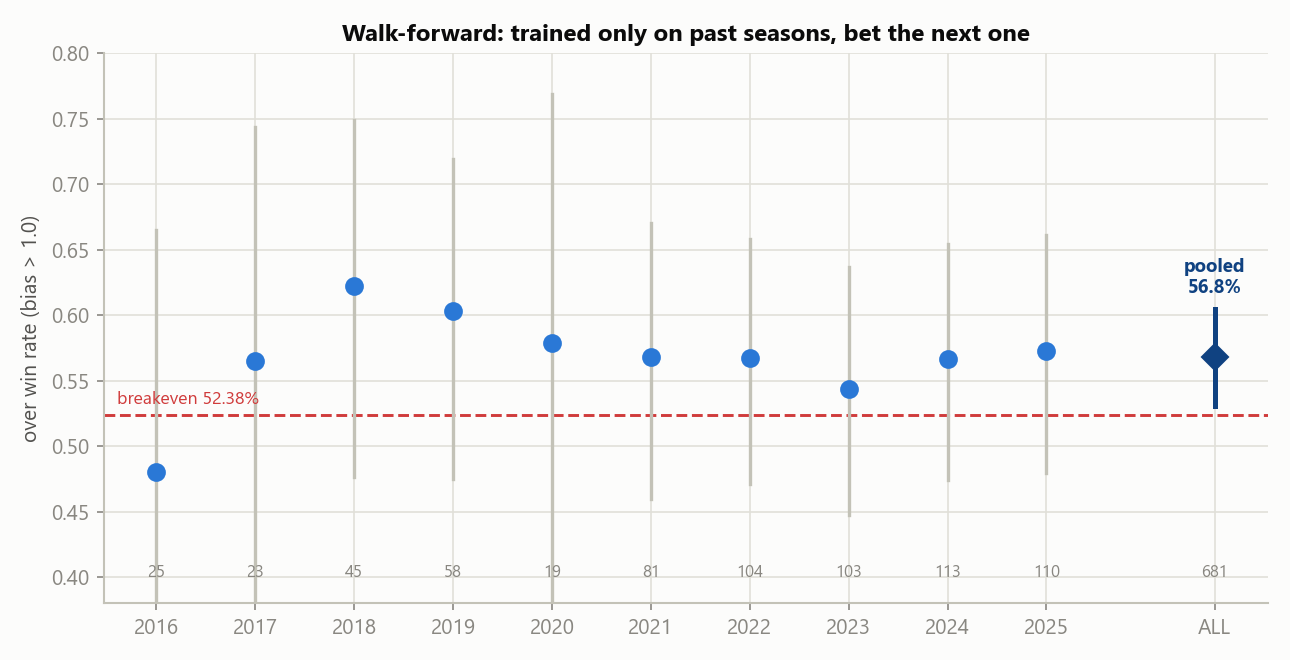 Walk-forward: trained only on past seasons, bet the next one
over win rate (bias > 1.0)
0.80
0.75
0.70
0.65
0.60
0.55
0.50
0.45
0.40
pooled
56.8%
breakeven 52.38%
25 23 45 58 19 81 104 103 113 110 681
2016 2017 2018 2019 2020 2021 2022 2023 2024 2025 ALL